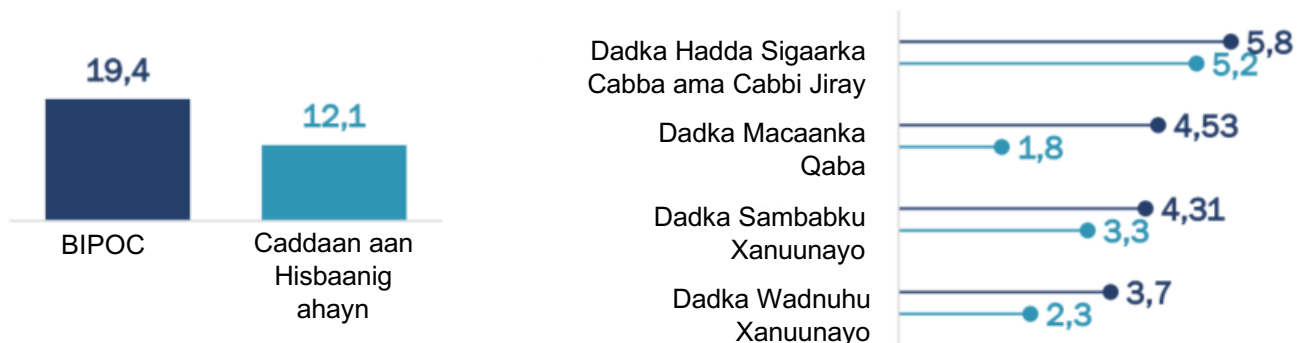 19,4
12,1
BIPOC
Caddaan aan
Hisbaanig
ahayn
Dadka Hadda Sigaarka
Cabba ama Cabbi Jiray
5,8
5,2
Dadka Macaanka
Qaba
4,53
1,8
Dadka Sambabku
Xanuunayo
4,31
3,3
Dadka Wadnuhu
Xanuunayo
3,7
2,3